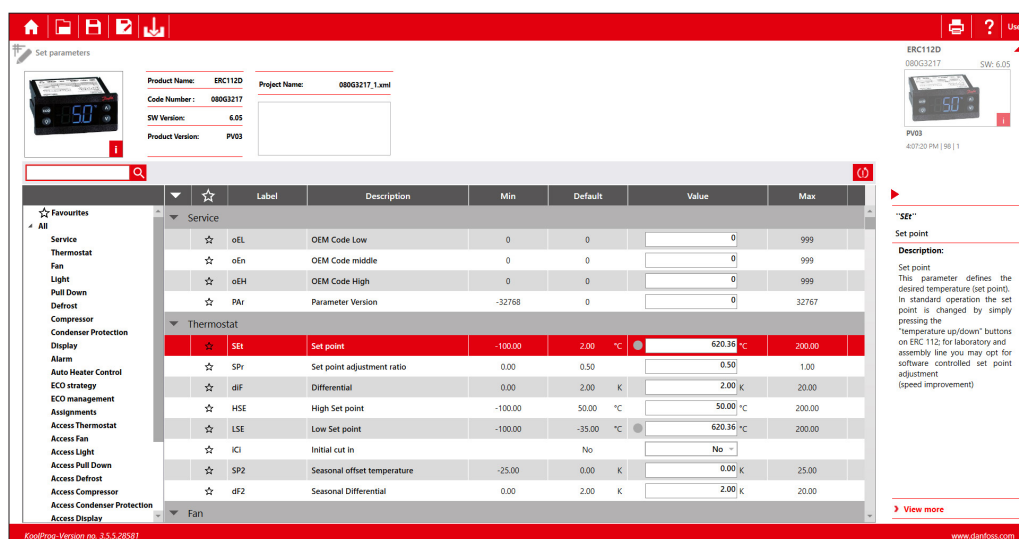 ? Use
Set parameters
Product Name: ERC112D
Code Number : 080G3217
SW Version: 6.05
Product Version: PV03
Project Name: 080G3217_1.xml
50
i
ERC112D
080G3217 SW: 6.05
50
i
PV03
4:07:20 PM | 98 | 1
Label Description Min Default Value Max
Favourites
All
Service
Thermostat
Fan
Light
Pull Down
Defrost
Compressor
Condenser Protection
Display
Alarm
Auto Heater Control
ECO strategy
ECO management
Assignments
Access Thermostat
Access Fan
Access Light
Access Pull Down
Access Defrost
Access Compressor
Access Condenser Protection
Access Display
Service
oEL OEM Code Low 0 0 0 999
oEn OEM Code middle 0 0 0 999
oEH OEM Code High 0 0 0 999
PAr Parameter Version -32768 0 0 32767
Thermostat
SEt Set point -100.00 2.00 °C 620.36 °C 200.00
SPr Set point adjustment ratio 0.00 0.50 0.50 1.00
diF Differential 0.00 2.00 K 2.00 K 20.00
HSE High Set point -100.00 50.00 °C 50.00 °C 200.00
LSE Low Set point -100.00 -35.00 °C 620.36 °C 200.00
iCi Initial cut in No No
SP2 Seasonal offset temperature -25.00 0.00 K 0.00 K 25.00
dF2 Seasonal Differential 0.00 2.00 K 2.00 K 20.00
Fan
"SEt"
Set point
Description:
Set point
This parameter defines the
desired temperature (set point).
In standard operation the set
point is changed by simply
pressing the
"temperature up/down" buttons
on ERC 112; for laboratory and
assembly line you may opt for
software controlled set point
adjustment
(speed improvement)
View more
KoolProg-Version no. 3.5.5.28581
www.danfoss.com